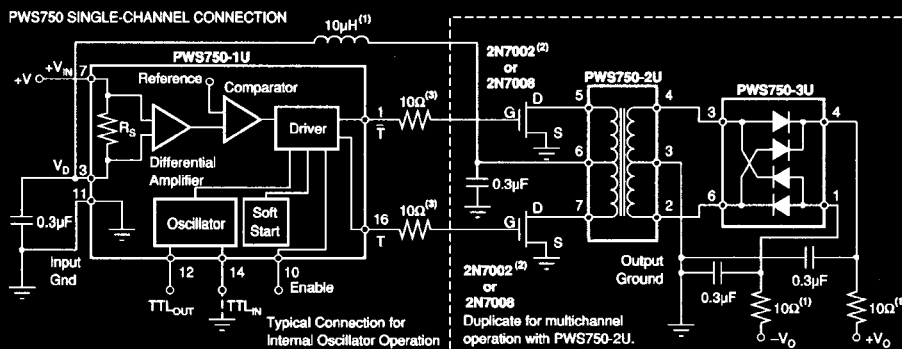 PWS750 SINGLE-CHANNEL CONNECTION
10μH(1)
PWS750-1U
+V
+VIN
7
Reference
Comparator
RS
Driver
1
T̅
10Ω(3)
Differential
Amplifier
VD
3
11
0.3μF
Input
Gnd
Oscillator
Soft
Start
16
T
10Ω(3)
12
14
10
Enable
TTLOUT
TTLIN
Typical Connection for
Internal Oscillator Operation
2N7002(2)
or
2N7008
G
D
S
0.3μF
G
D
S
2N7002(2)
or
2N7008
PWS750-2U
5
4
6
3
7
2
PWS750-3U
3
4
6
1
Output
Ground
0.3μF
0.3μF
10Ω(1)
10Ω(1)
–VO
+VO
Duplicate for multichannel
operation with PWS750-2U.